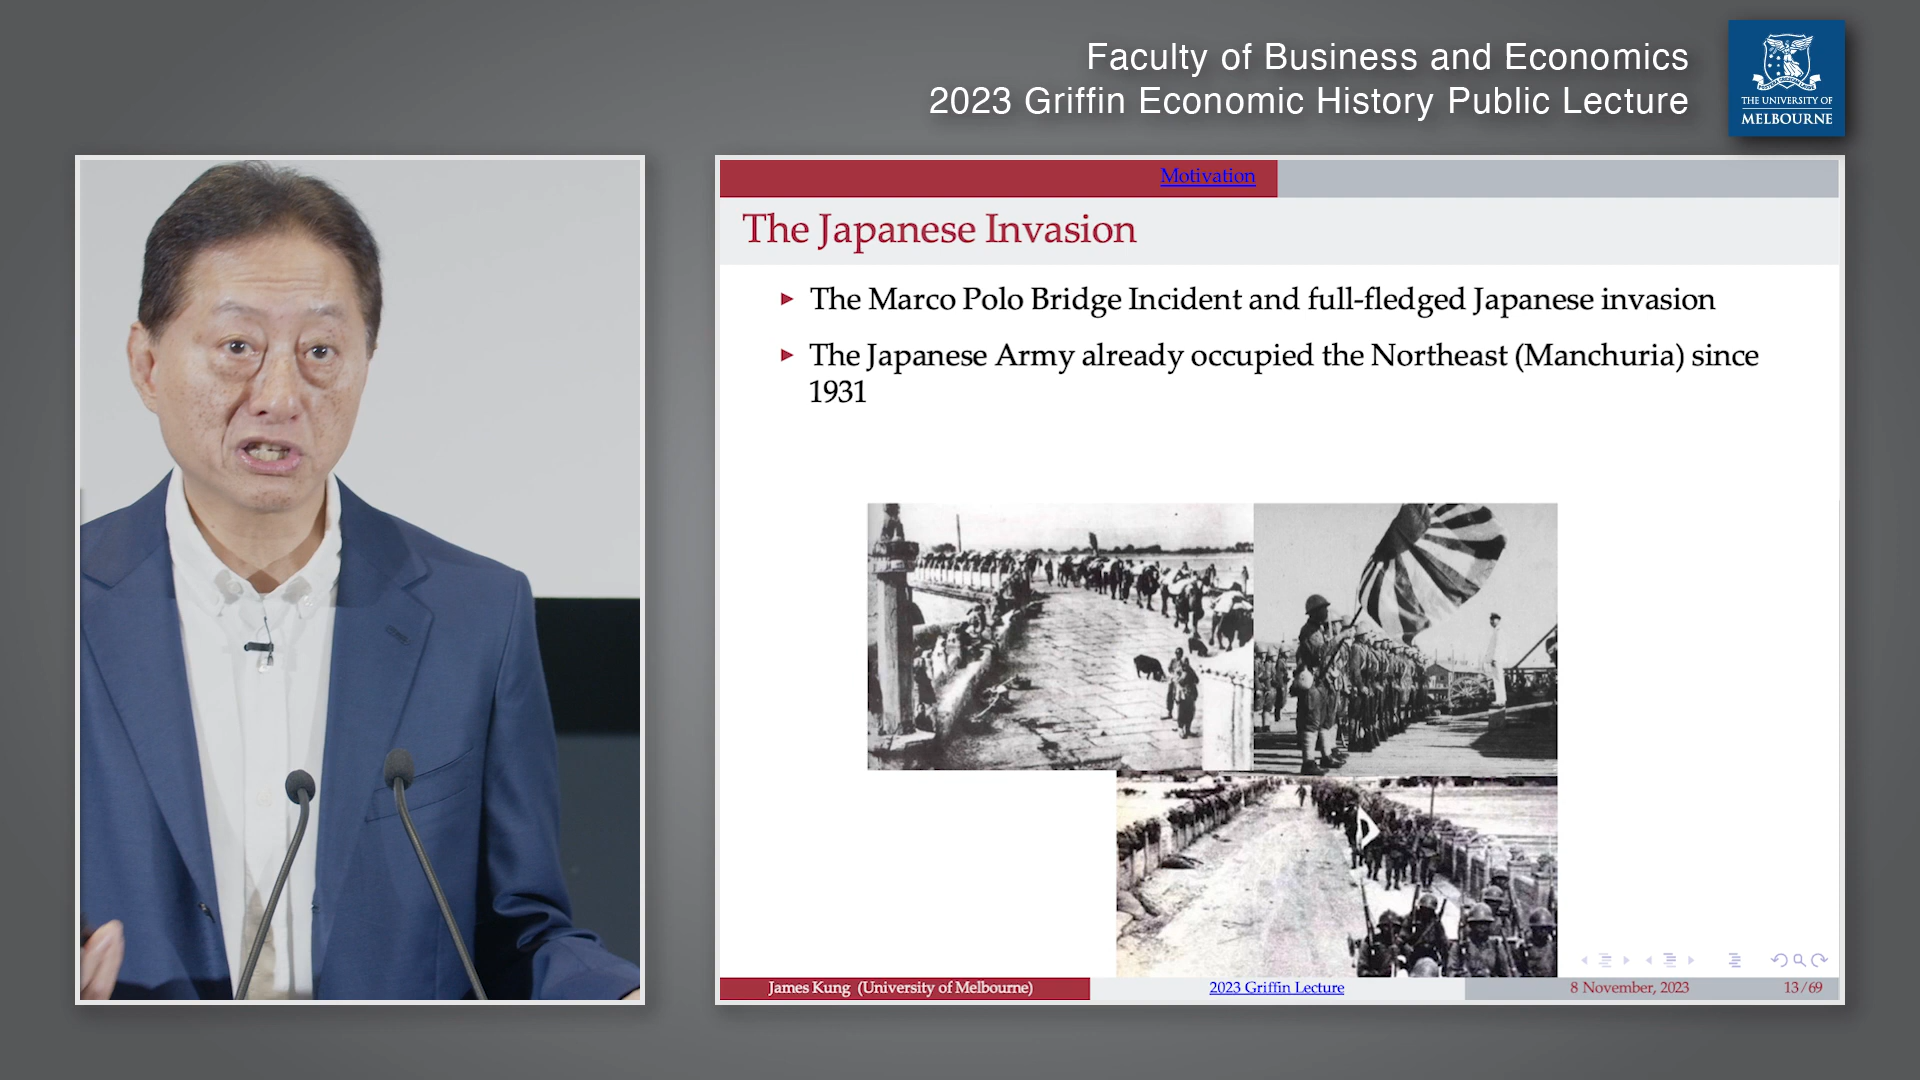 Faculty of Business and Economics
2023 Griffin Economic History Public Lecture
THE UNIVERSITY OF
MELBOURNE
Motivation
The Japanese Invasion
The Marco Polo Bridge Incident and full-fledged Japanese invasion
The Japanese Army already occupied the Northeast (Manchuria) since
1931
James Kung (University of Melbourne)
2023 Griffin Lecture
8 November, 2023
13/69